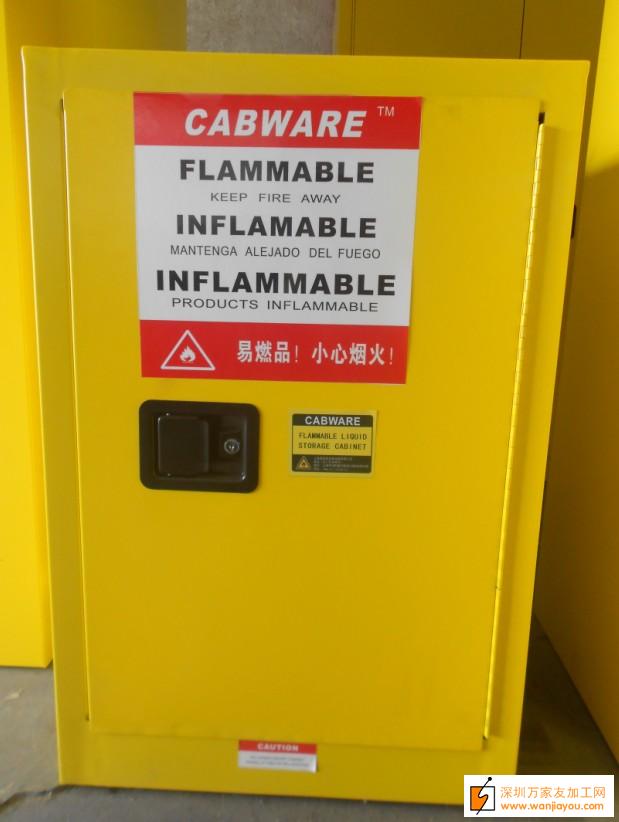 CABWARE TM
FLAMMABLE
KEEP FIRE AWAY
INFLAMABLE
MANTENGA ALEJADO DEL FUEGO
INFLAMMABLE
PRODUCTS INFLAMMABLE
易燃品！小心烟火！
CABWARE
FLAMMABLE LIQUID
STORAGE CABINET
CAUTION
深圳万家友加工网
www.wanjiayou.com